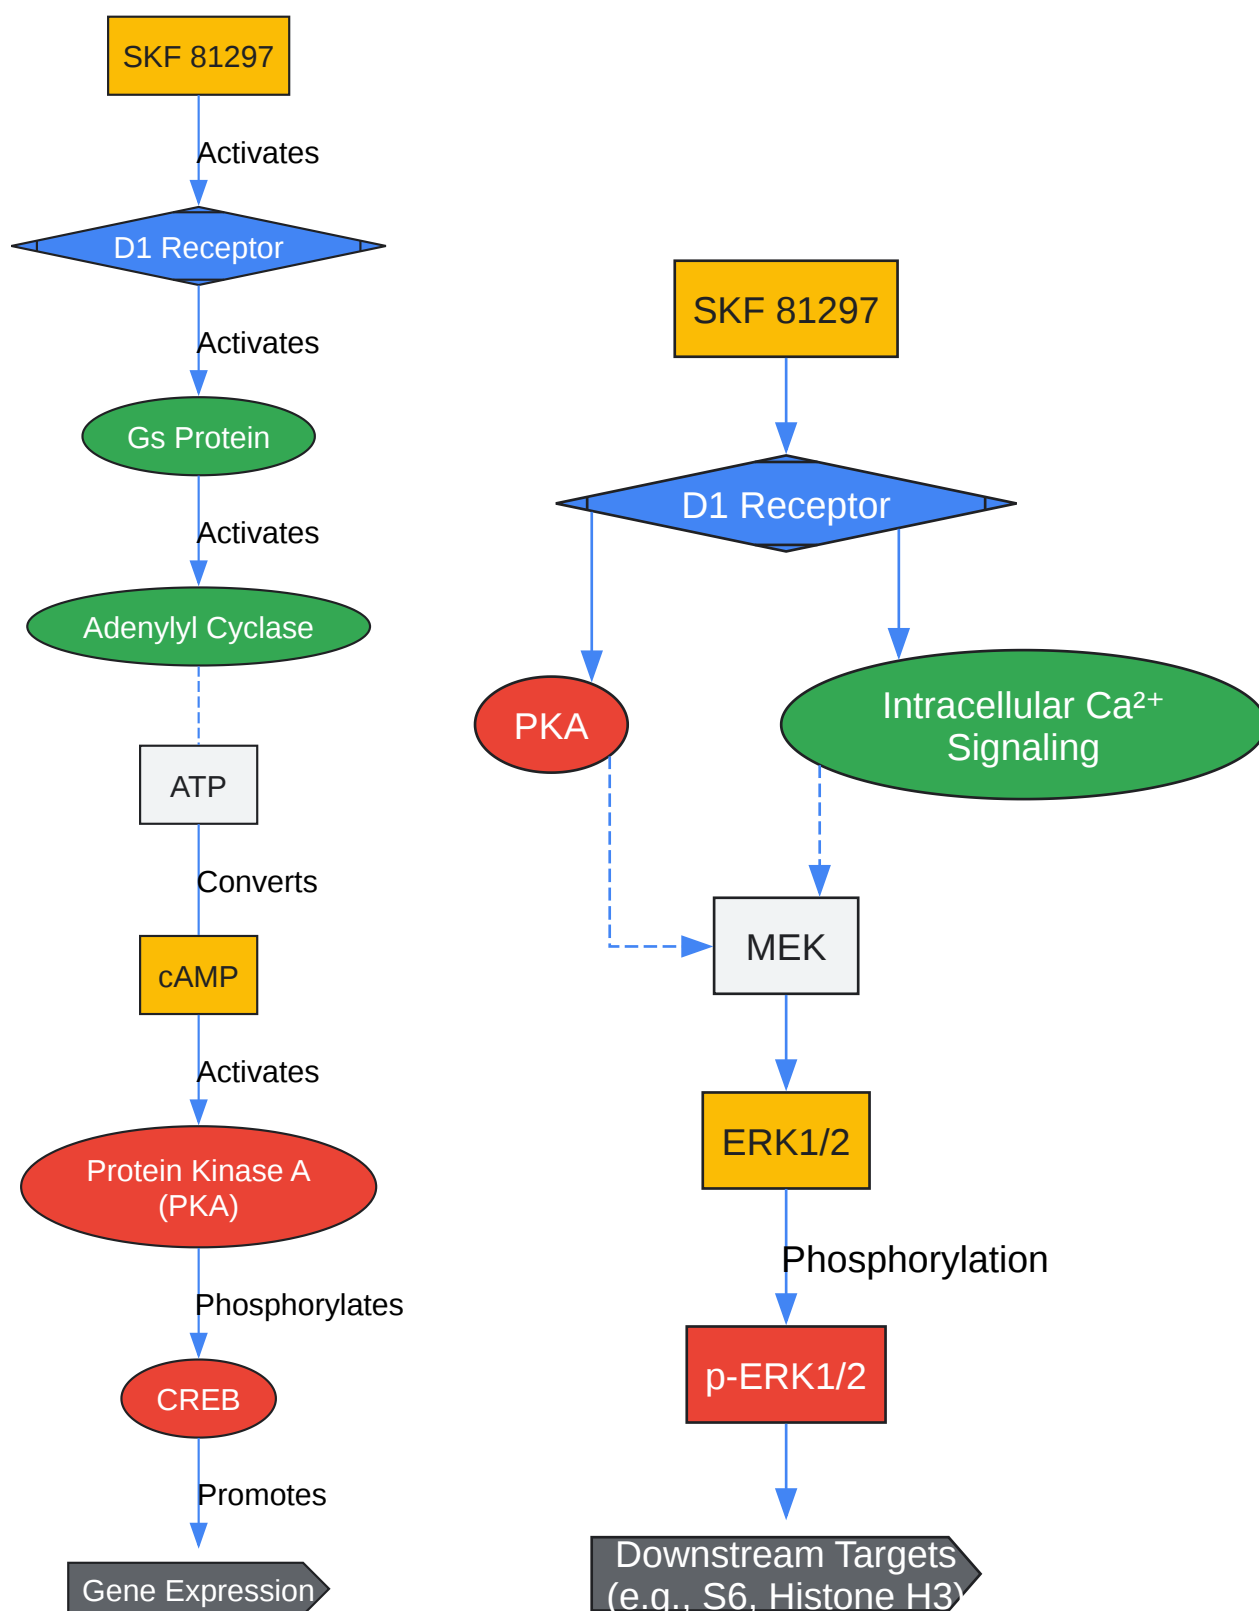 SKF 81297
Activates
D1 Receptor
Activates
Gs Protein
Activates
Adenylyl Cyclase
ATP
Converts
cAMP
Activates
Protein Kinase A
(PKA)
Phosphorylates
CREB
Promotes
Gene Expression
SKF 81297
D1 Receptor
PKA
Intracellular Ca²⁺
Signaling
MEK
ERK1/2
Phosphorylation
p-ERK1/2
Downstream Targets
(e.g., S6, Histone H3)